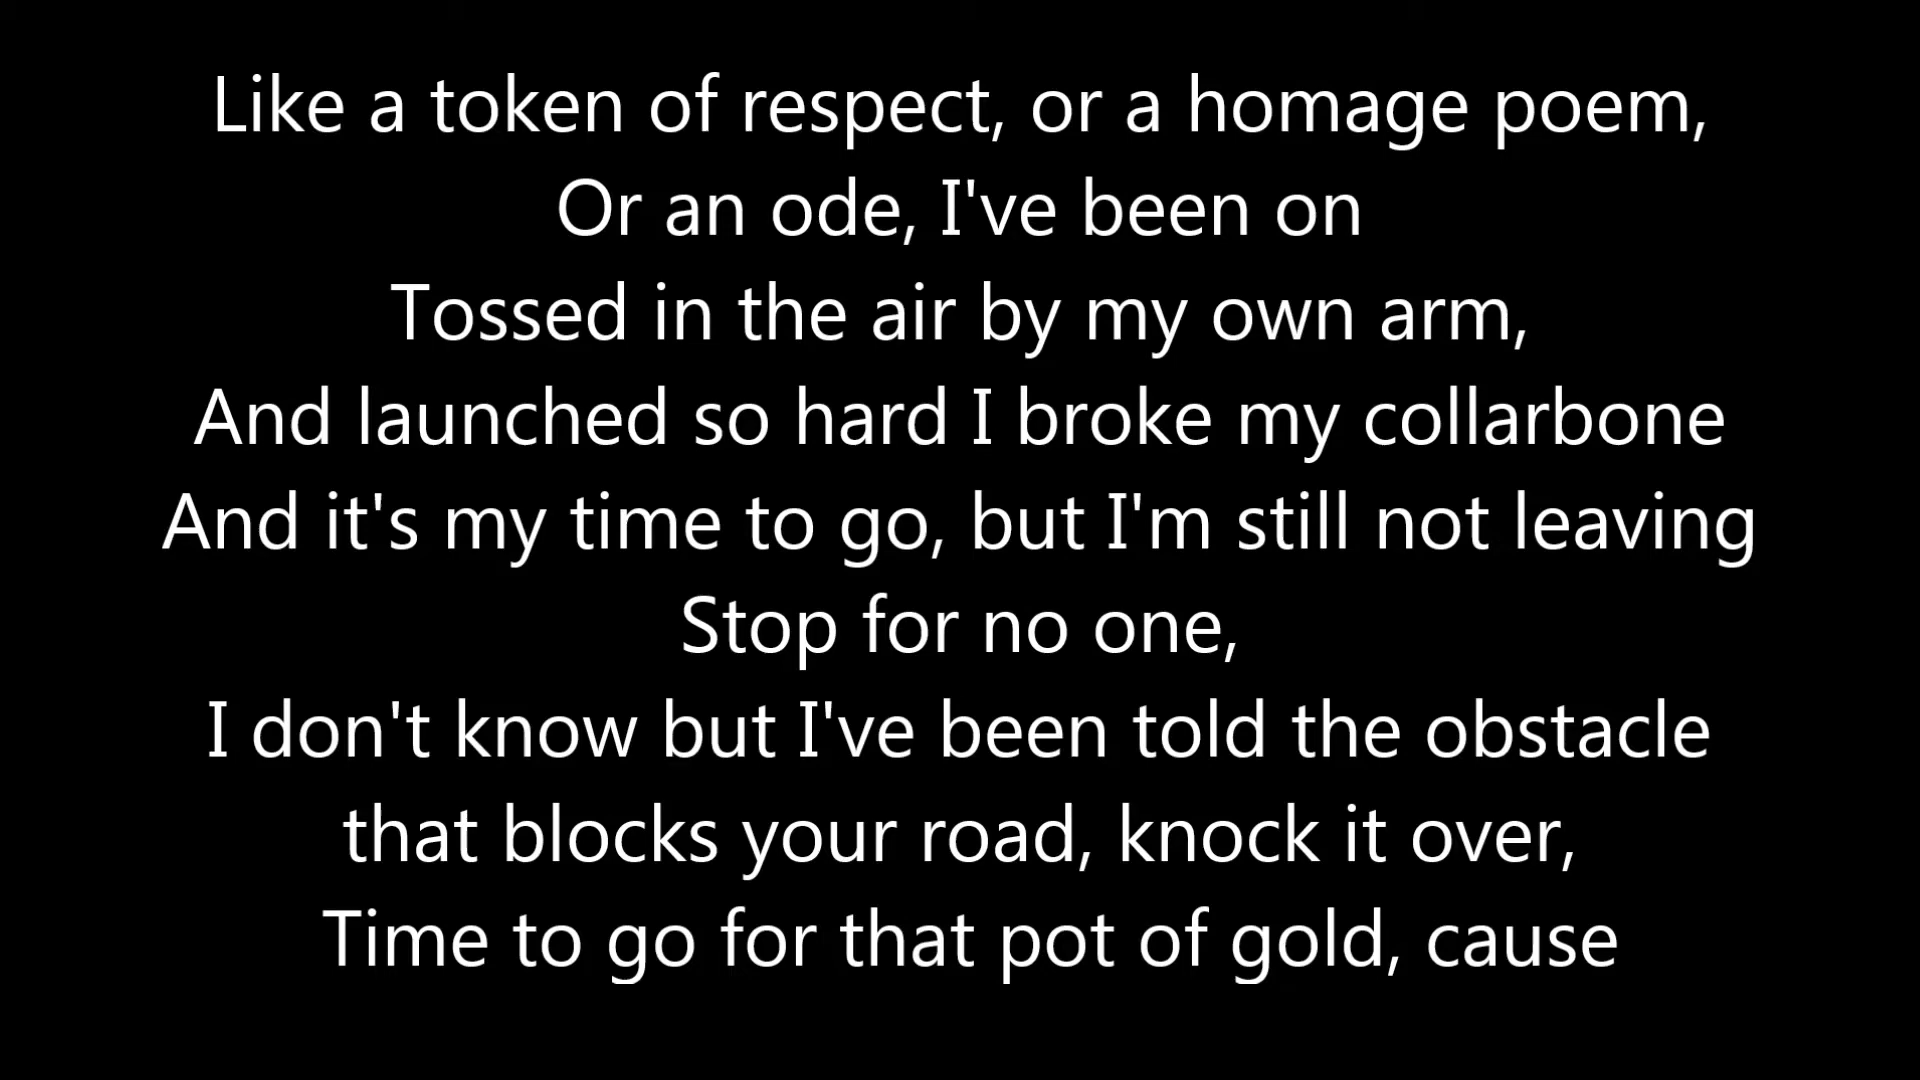 Like a token of respect, or a homage poem,
Or an ode, I've been on
Tossed in the air by my own arm,
And launched so hard I broke my collarbone
And it's my time to go, but I'm still not leaving
Stop for no one,
I don't know but I've been told the obstacle
that blocks your road, knock it over,
Time to go for that pot of gold, cause